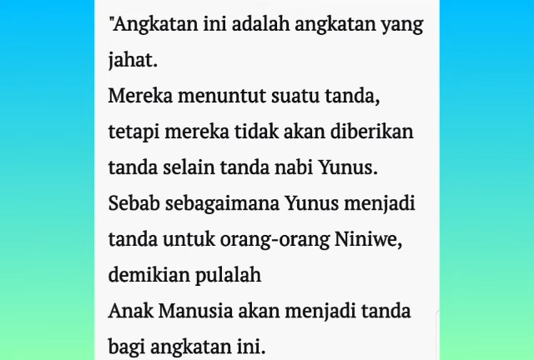 "Angkatan ini adalah angkatan yang
jahat.
Mereka menuntut suatu tanda,
tetapi mereka tidak akan diberikan
tanda selain tanda nabi Yunus.
Sebab sebagaimana Yunus menjadi
tanda untuk orang-orang Niniwe,
demikian pulalah
Anak Manusia akan menjadi tanda
bagi angkatan ini.